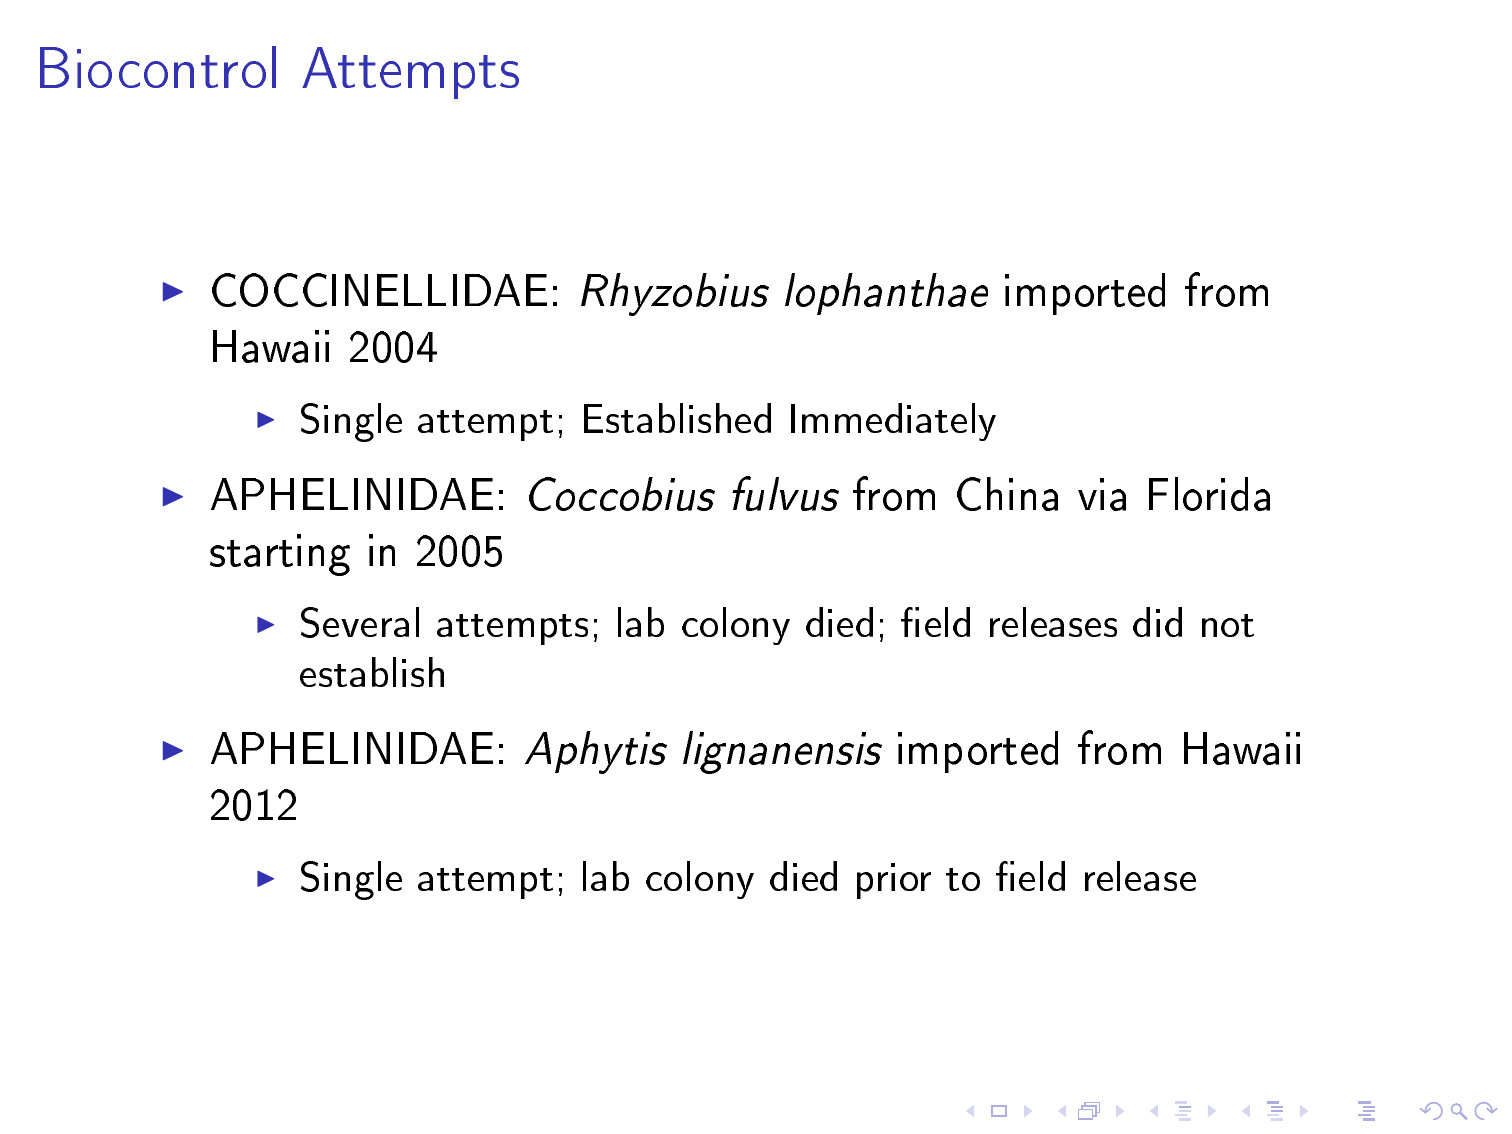 Biocontrol Attempts
COCCINELLIDAE: Rhyzobius lophanthae imported from
Hawaii 2004
Single attempt; Established Immediately
APHELINIDAE: Coccobius fulvus from China via Florida
starting in 2005
Several attempts; lab colony died; field releases did not
establish
APHELINIDAE: Aphytis lignanensis imported from Hawaii
2012
Single attempt; lab colony died prior to field release